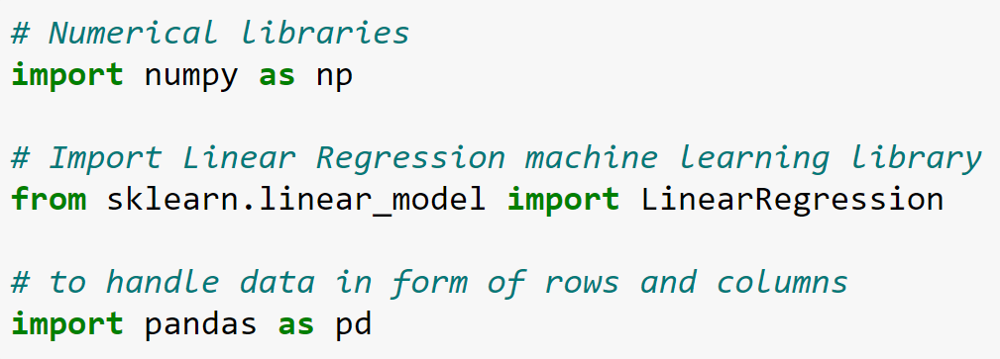 # Numerical libraries
import numpy as np
# Import Linear Regression machine learning library
from sklearn.linear_model import LinearRegression
# to handle data in form of rows and columns
import pandas as pd